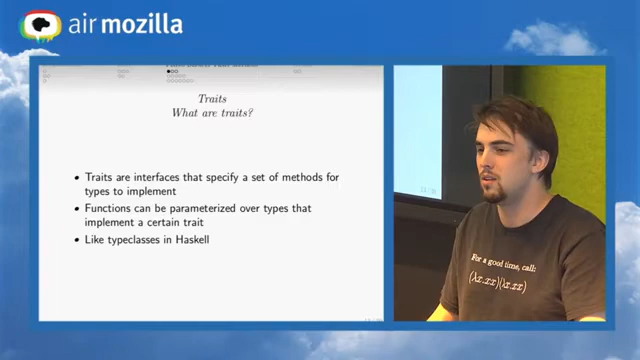 air mozilla
Traits
What are traits?
• Traits are interfaces that specify a set of methods for
types to implement
• Functions can be parameterized over types that
implement a certain trait
• Like typeclasses in Haskell
For a good time, call:
(λx.xx)(λx.xx)